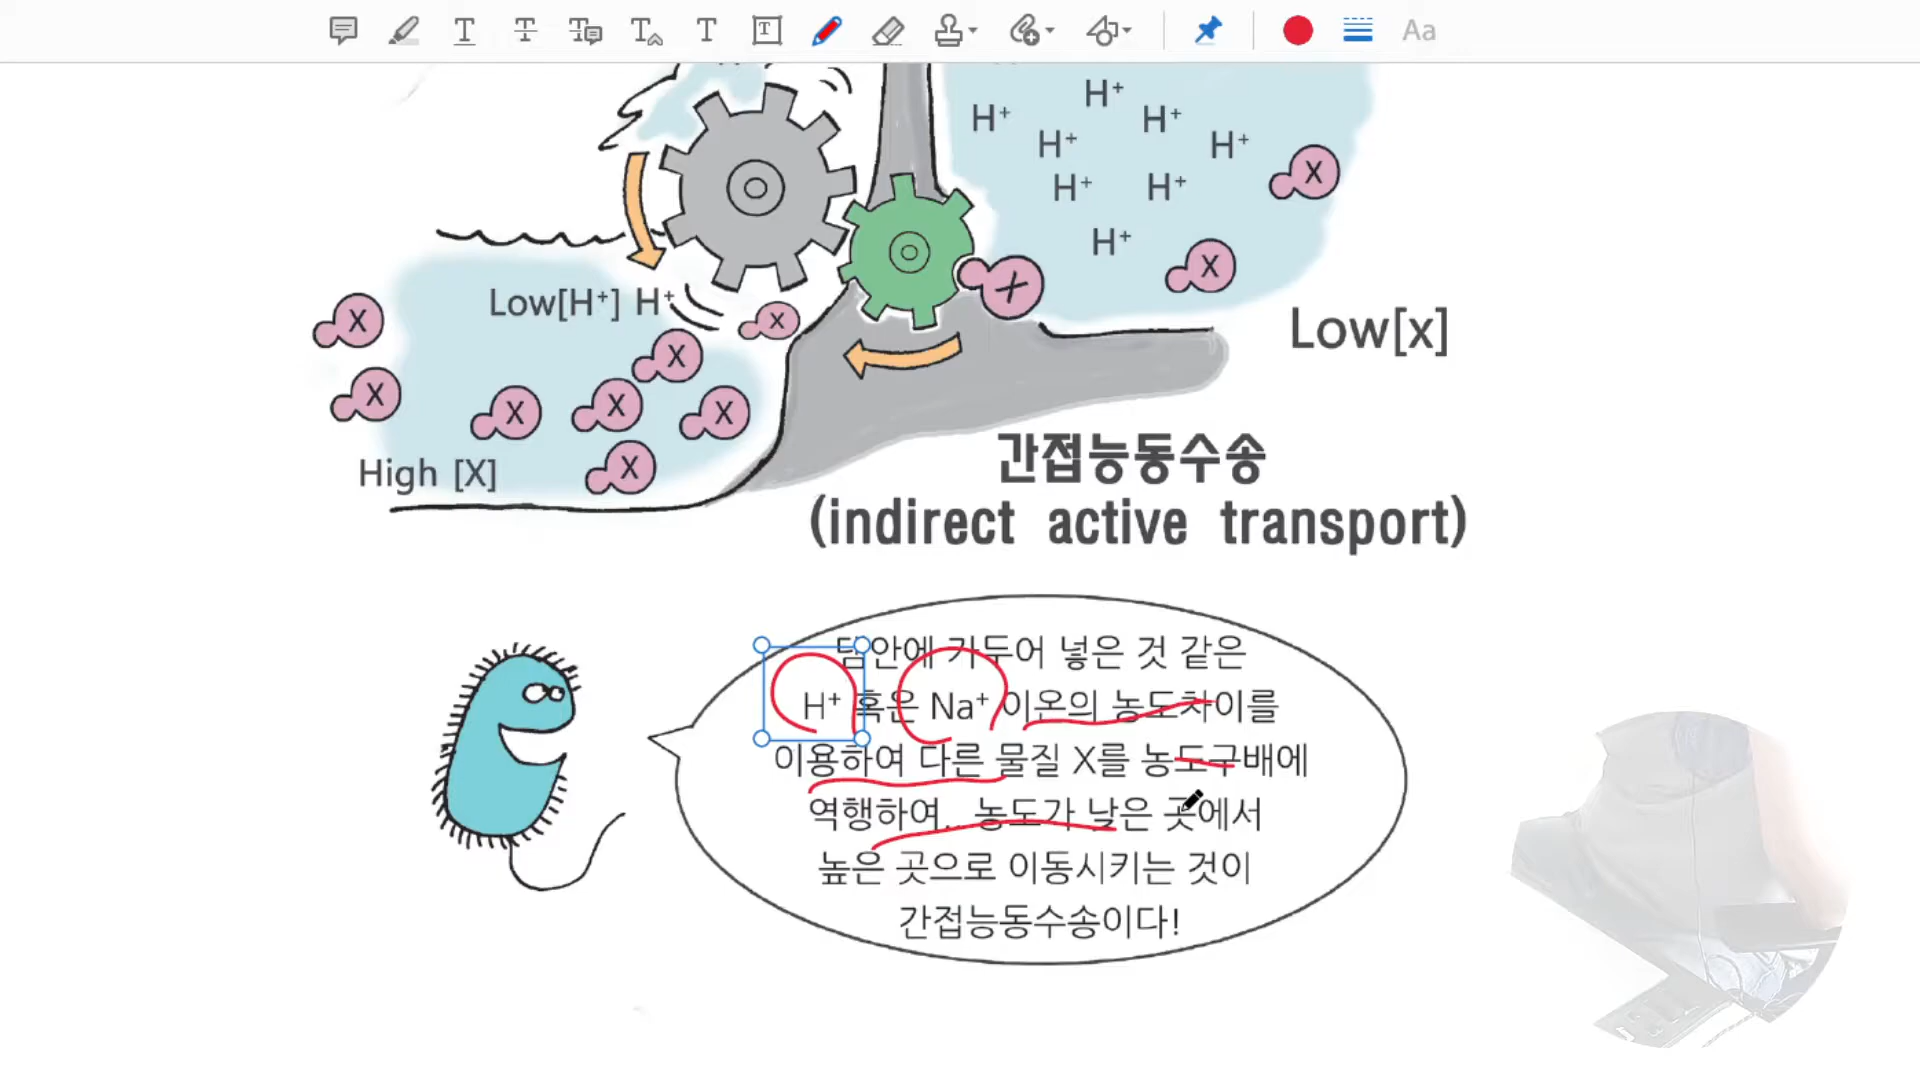 H⁺
H⁺
H⁺
H⁺
H⁺
H⁺
H⁺
H⁺
X
X
X
Low[H⁺] H⁺
X
X
X
X
X
X
X
X
High [X]
Low[x]
간접능동수송
(indirect active transport)
댐안에 가두어 넣은 것 같은
H⁺ 혹은 Na⁺ 이온의 농도차이를
이용하여 다른 물질 X를 농도구배에
역행하여.. 농도가 낮은 곳에서
높은 곳으로 이동시키는 것이
간접능동수송이다!
Aa